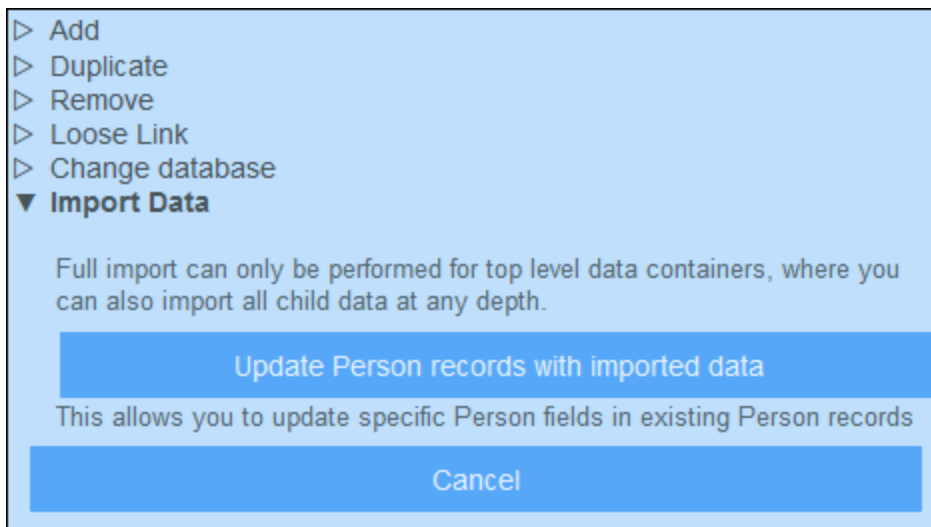 Add
Duplicate
Remove
Loose Link
Change database
Import Data
Full import can only be performed for top level data containers, where you
can also import all child data at any depth.
Update Person records with imported data
This allows you to update specific Person fields in existing Person records
Cancel